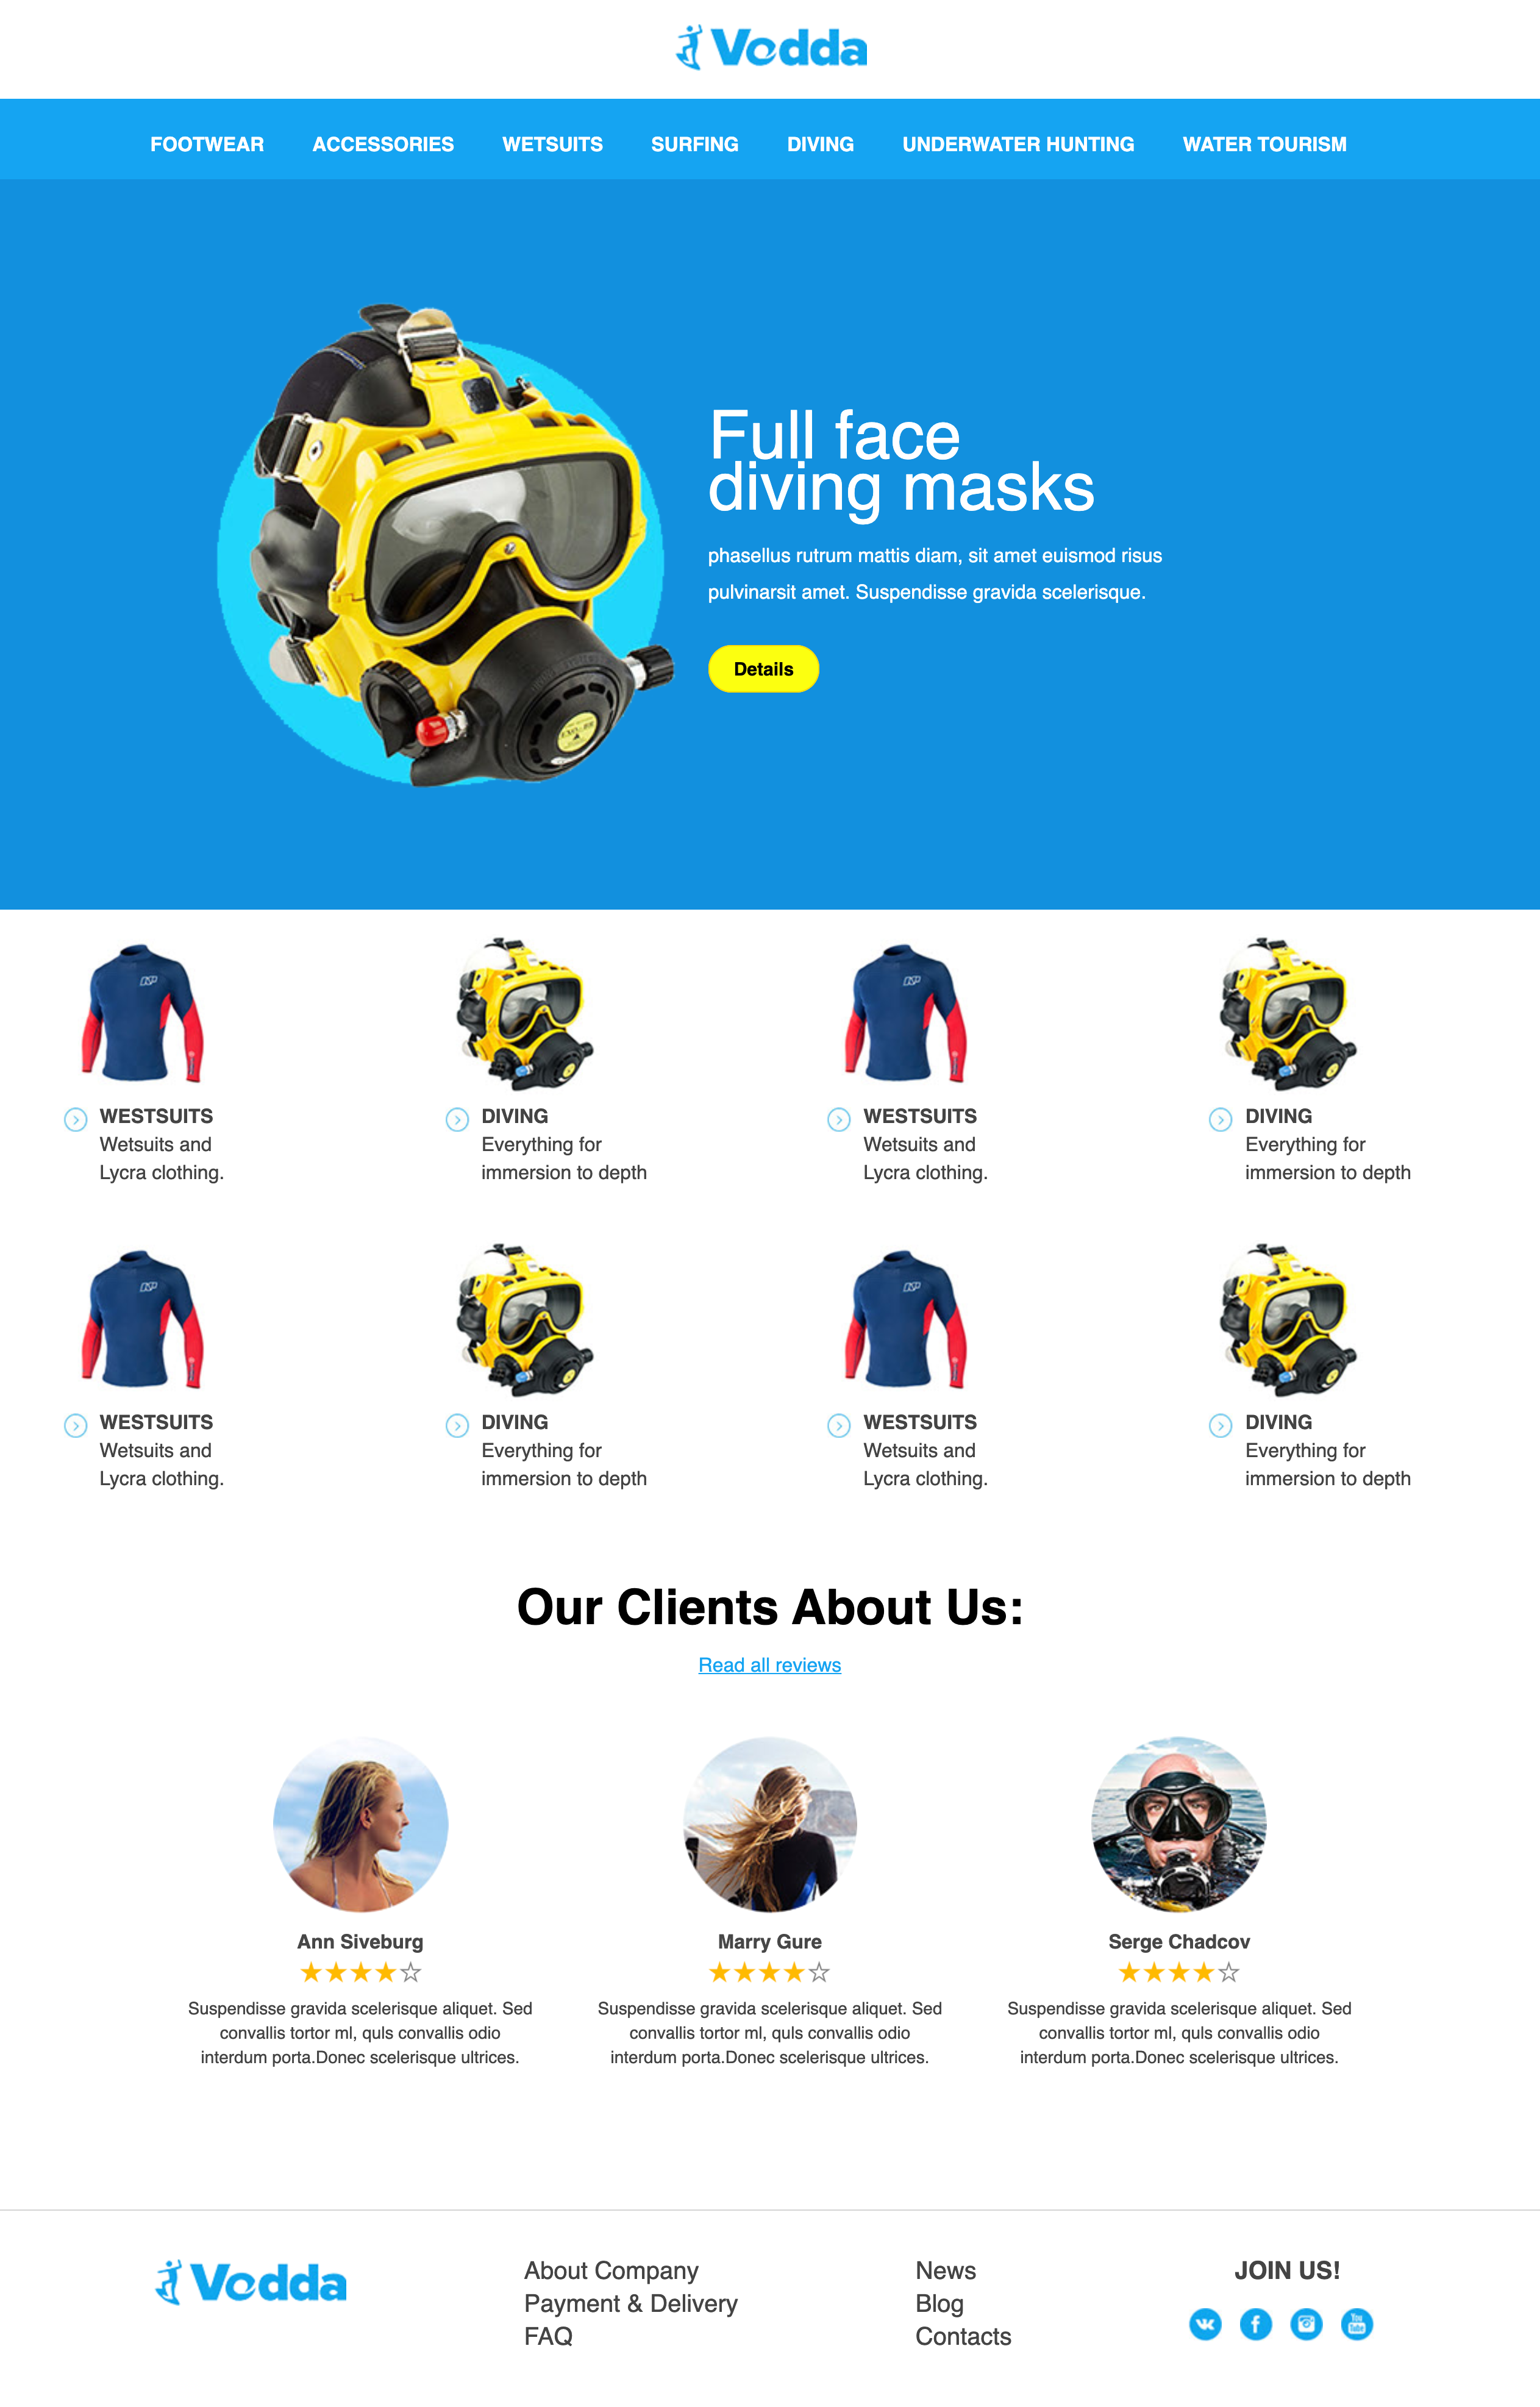 Vodda
FOOTWEAR ACCESSORIES WETSUITS SURFING DIVING UNDERWATER HUNTING WATER TOURISM
Full face
diving masks
phasellus rutrum mattis diam, sit amet euismod risus
pulvinarsit amet. Suspendisse gravida scelerisque.
Details
WESTSUITS
Wetsuits and
Lycra clothing.
DIVING
Everything for
immersion to depth
WESTSUITS
Wetsuits and
Lycra clothing.
DIVING
Everything for
immersion to depth
WESTSUITS
Wetsuits and
Lycra clothing.
DIVING
Everything for
immersion to depth
WESTSUITS
Wetsuits and
Lycra clothing.
DIVING
Everything for
immersion to depth
Our Clients About Us:
Read all reviews
Ann Siveburg
Suspendisse gravida scelerisque aliquet. Sed
convallis tortor ml, quls convallis odio
interdum porta.Donec scelerisque ultrices.
Marry Gure
Suspendisse gravida scelerisque aliquet. Sed
convallis tortor ml, quls convallis odio
interdum porta.Donec scelerisque ultrices.
Serge Chadcov
Suspendisse gravida scelerisque aliquet. Sed
convallis tortor ml, quls convallis odio
interdum porta.Donec scelerisque ultrices.
Vodda
About Company
Payment & Delivery
FAQ
News
Blog
Contacts
JOIN US!
You
Tube